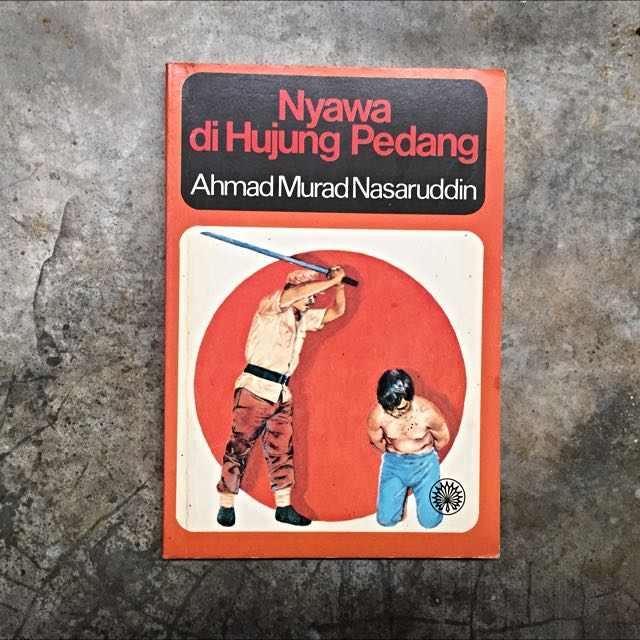 Nyawa
di Hujung Pedang
Ahmad Murad Nasaruddin